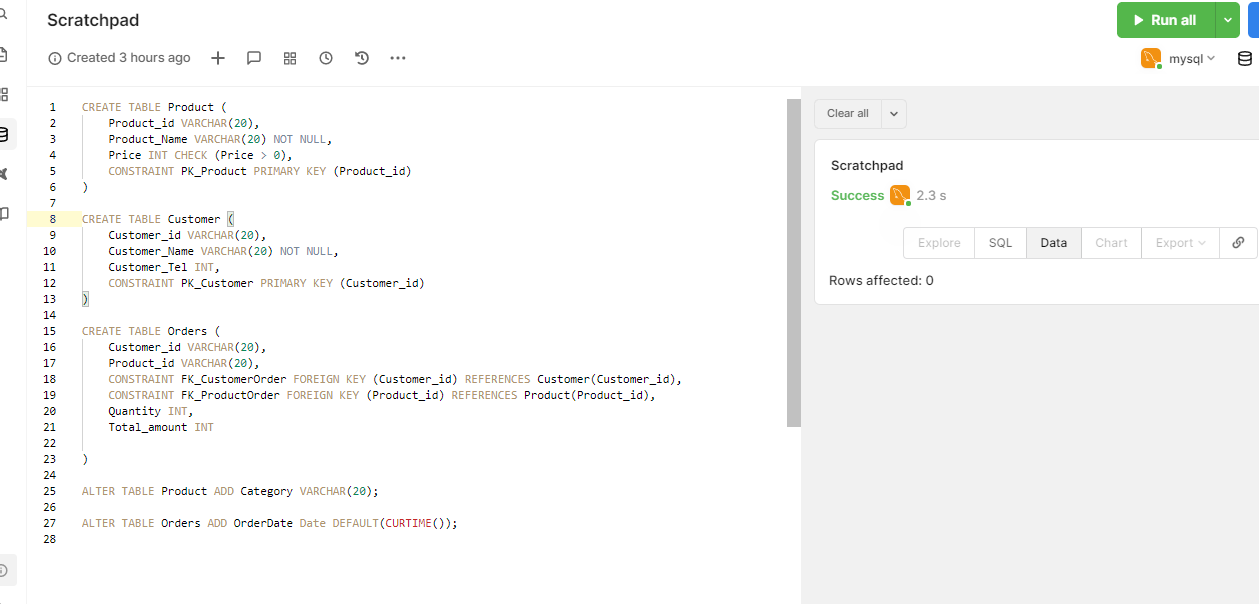 Scratchpad
Run all
Created 3 hours ago
mysql
1 CREATE TABLE Product (
2 Product_id VARCHAR(20),
3 Product_Name VARCHAR(20) NOT NULL,
4 Price INT CHECK (Price > 0),
5 CONSTRAINT PK_Product PRIMARY KEY (Product_id)
6 )
7
8 CREATE TABLE Customer (
9 Customer_id VARCHAR(20),
10 Customer_Name VARCHAR(20) NOT NULL,
11 Customer_Tel INT,
12 CONSTRAINT PK_Customer PRIMARY KEY (Customer_id)
13 )
14
15 CREATE TABLE Orders (
16 Customer_id VARCHAR(20),
17 Product_id VARCHAR(20),
18 CONSTRAINT FK_CustomerOrder FOREIGN KEY (Customer_id) REFERENCES Customer(Customer_id),
19 CONSTRAINT FK_ProductOrder FOREIGN KEY (Product_id) REFERENCES Product(Product_id),
20 Quantity INT,
21 Total_amount INT
22
23 )
24
25 ALTER TABLE Product ADD Category VARCHAR(20);
26
27 ALTER TABLE Orders ADD OrderDate Date DEFAULT(CURTIME());
28
Clear all
Scratchpad
Success 2.3 s
Explore SQL Data Chart Export
Rows affected: 0